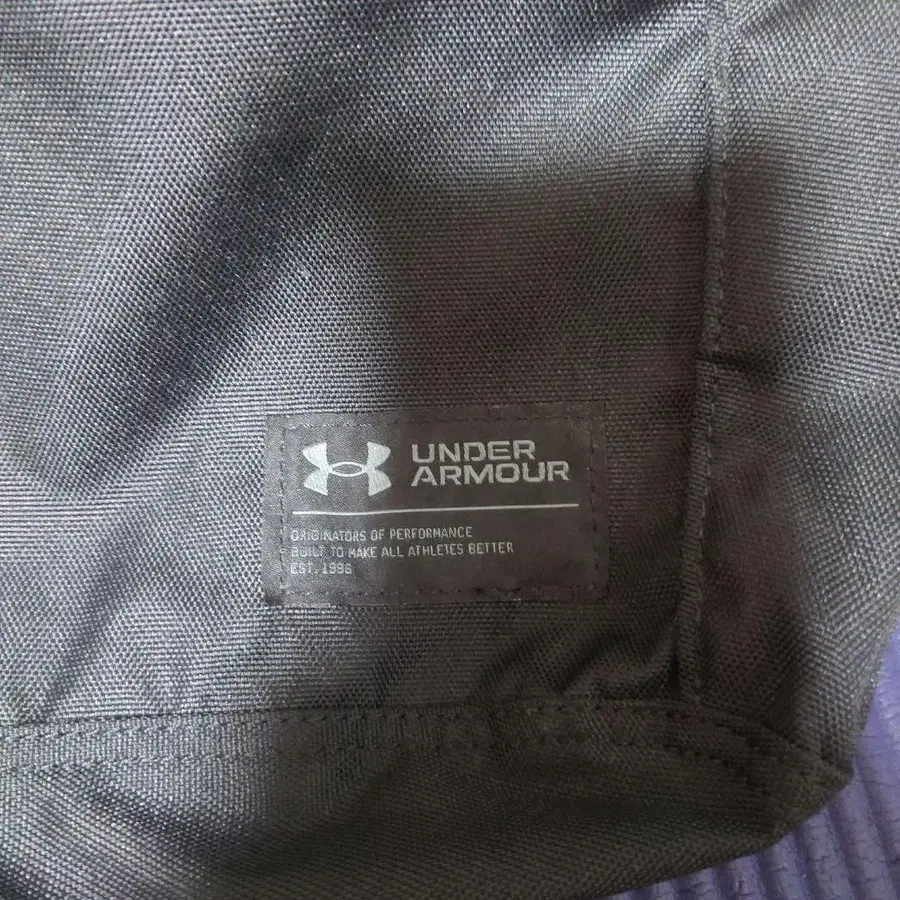 UNDER
ARMOUR
ORIGINATORS OF PERFORMANCE
BUILT TO MAKE ALL ATHLETES BETTER
EST. 1996